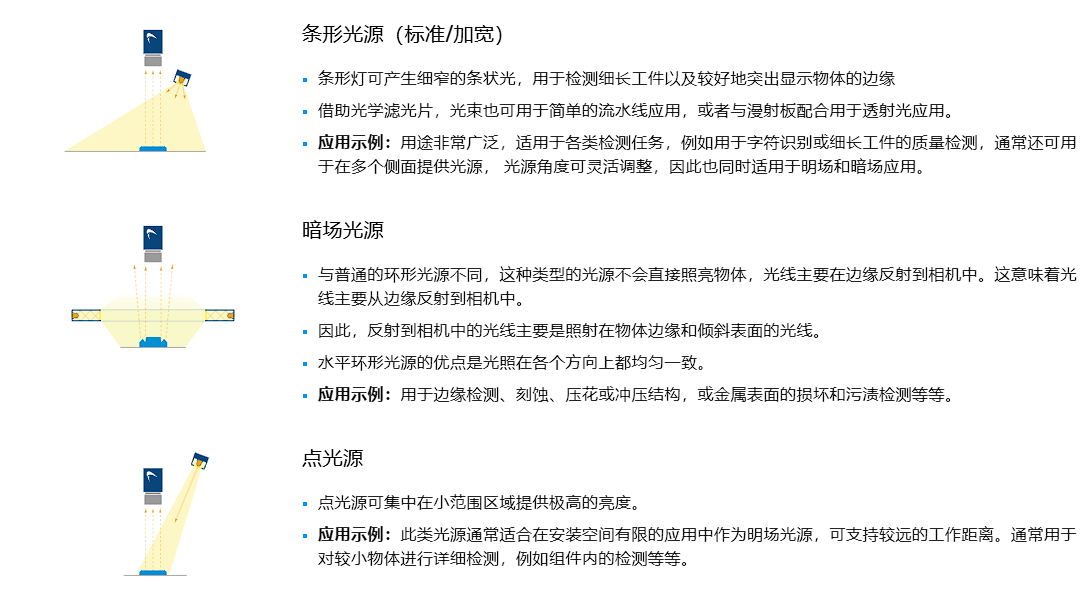 条形光源（标准/加宽）
条形灯可产生细窄的条状光，用于检测细长工件以及较好地突出显示物体的边缘
借助光学滤光片，光束也可用于简单的流水线应用，或者与漫射板配合用于透射光应用。
应用示例：用途非常广泛，适用于各类检测任务，例如用于字符识别或细长工件的质量检测，通常还可用
于在多个侧面提供光源， 光源角度可灵活调整，因此也同时适用于明场和暗场应用。
暗场光源
与普通的环形光源不同，这种类型的光源不会直接照亮物体，光线主要在边缘反射到相机中。这意味着光
线主要从边缘反射到相机中。
因此，反射到相机中的光线主要是照射在物体边缘和倾斜表面的光线。
水平环形光源的优点是光照在各个方向上都均匀一致。
应用示例：用于边缘检测、刻蚀、压花或冲压结构，或金属表面的损坏和污渍检测等等。
点光源
点光源可集中在小范围区域提供极高的亮度。
应用示例：此类光源通常适合在安装空间有限的应用中作为明场光源，可支持较远的工作距离。通常用于
对较小物体进行详细检测，例如组件内的检测等等。